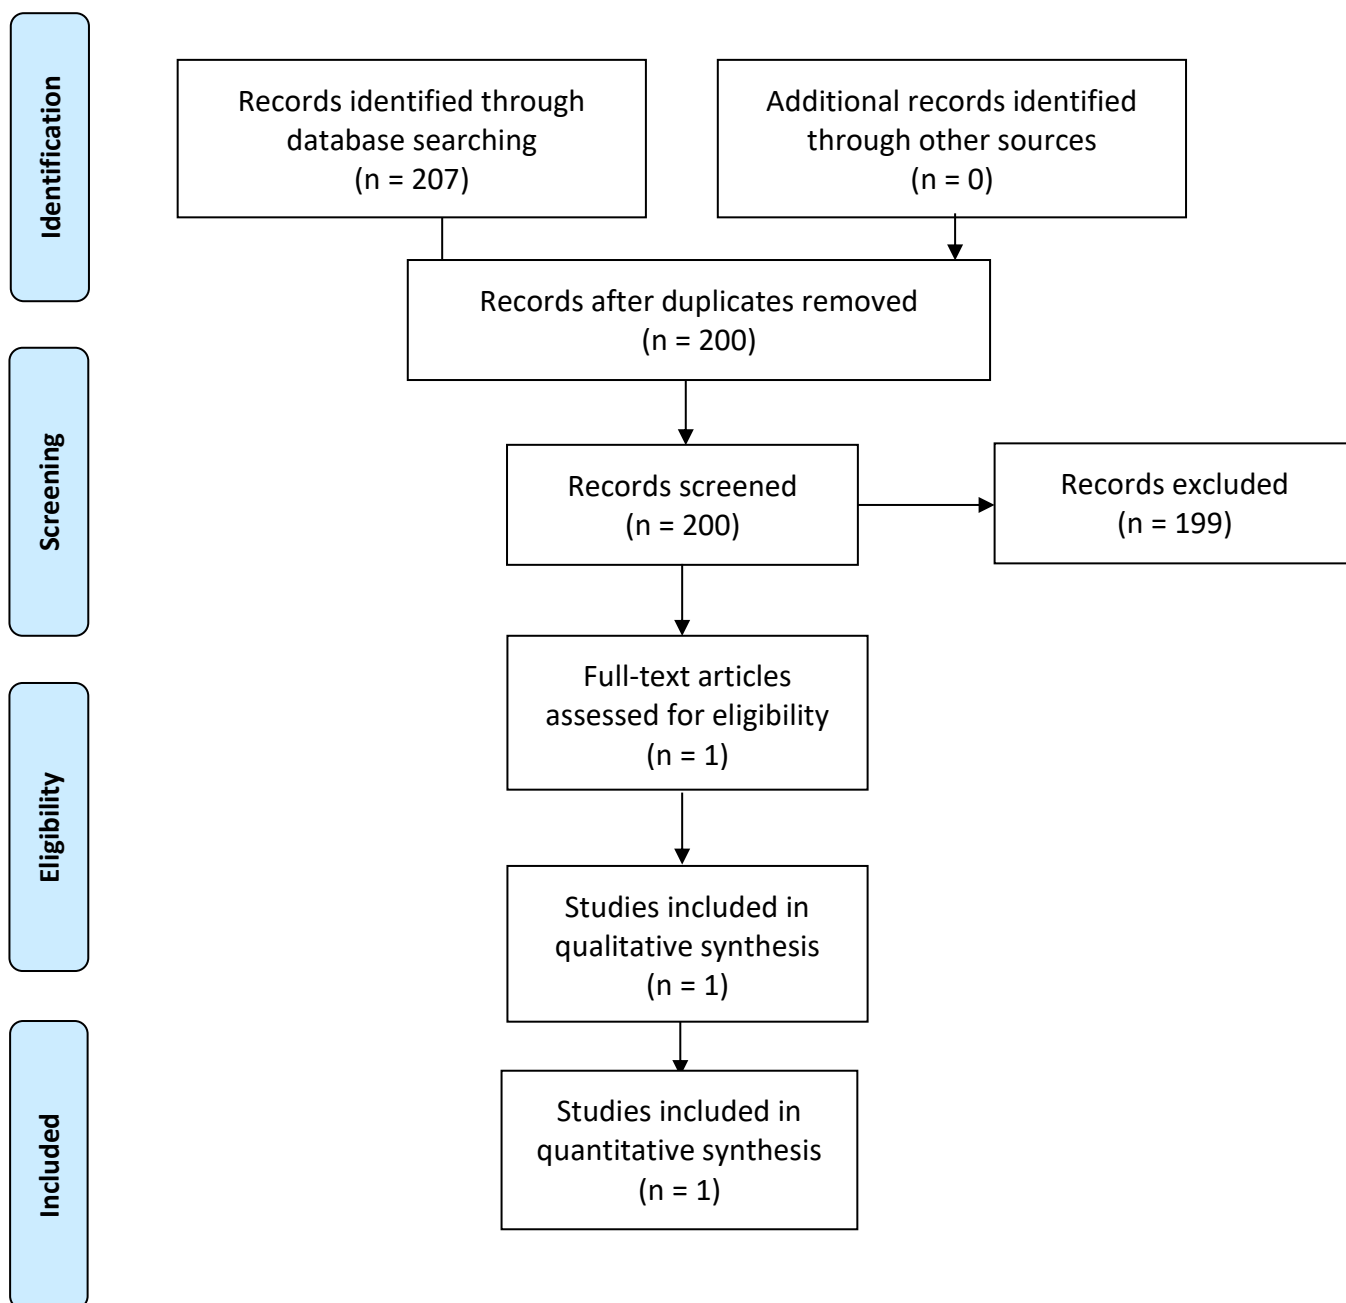 Identification
Records identified through
database searching
(n = 207)
Additional records identified
through other sources
(n = 0)
Records after duplicates removed
(n = 200)
Screening
Records screened
(n = 200)
Records excluded
(n = 199)
Full-text articles
assessed for eligibility
(n = 1)
Eligibility
Studies included in
qualitative synthesis
(n = 1)
Included
Studies included in
quantitative synthesis
(n = 1)